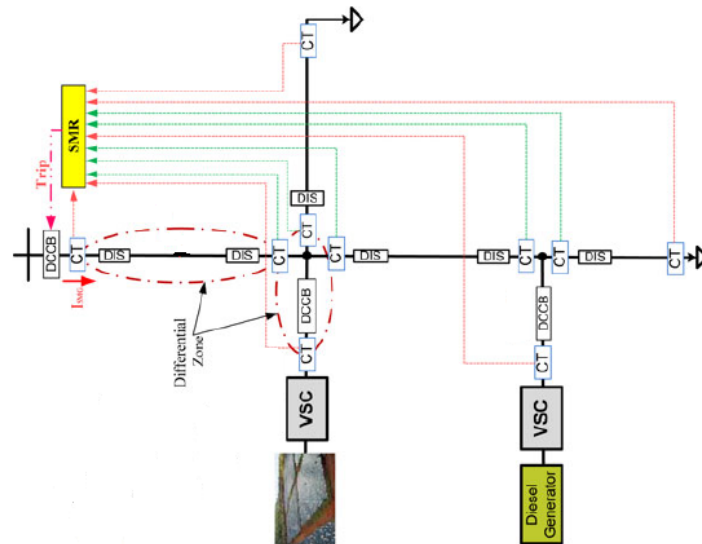 CT
SMR
Trip
DIS
CT
DCCB
CT
DIS
DIS
CT
CT
DIS
DIS
CT
CT
DIS
CT
I_SMG
DCCB
DCCB
Differential
Zone
CT
CT
VSC
VSC
Diesel
Generator